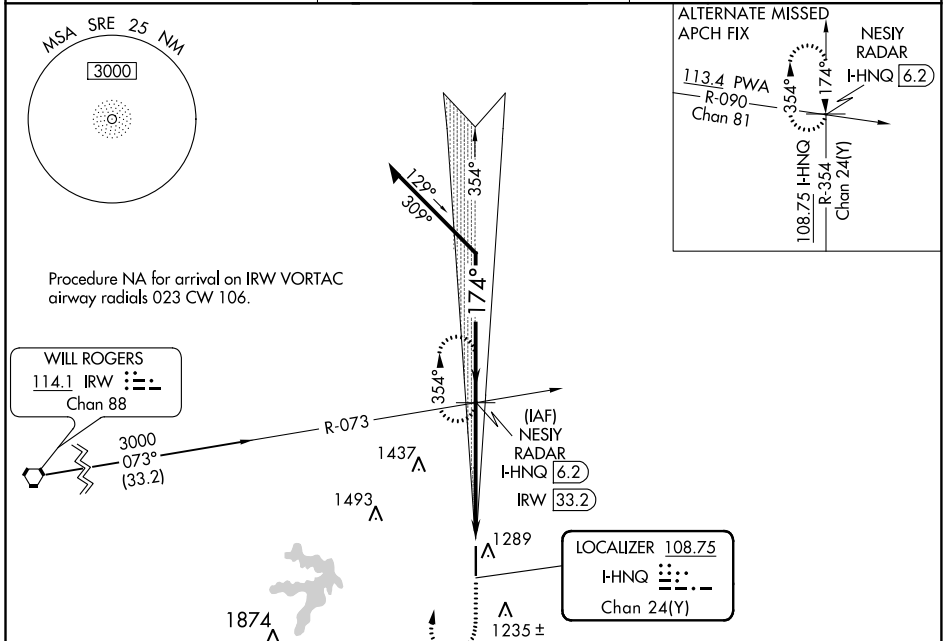 MSA SRE 25 NM
3000
ALTERNATE MISSED
APCH FIX
NESIY
RADAR
I-HNQ 6.2
113.4 PWA
R-090
Chan 81
354°
174°
108.75 I-HNQ
R-354
Chan 24(Y)
129°
309°
354°
174°
Procedure NA for arrival on IRW VORTAC
airway radials 023 CW 106.
WILL ROGERS
114.1 IRW
Chan 88
3000
073°
(33.2)
R-073
354°
(IAF)
NESIY
RADAR
I-HNQ 6.2
IRW 33.2
1437
1493
1289
LOCALIZER 108.75
I-HNQ
Chan 24(Y)
1874
1235 ±